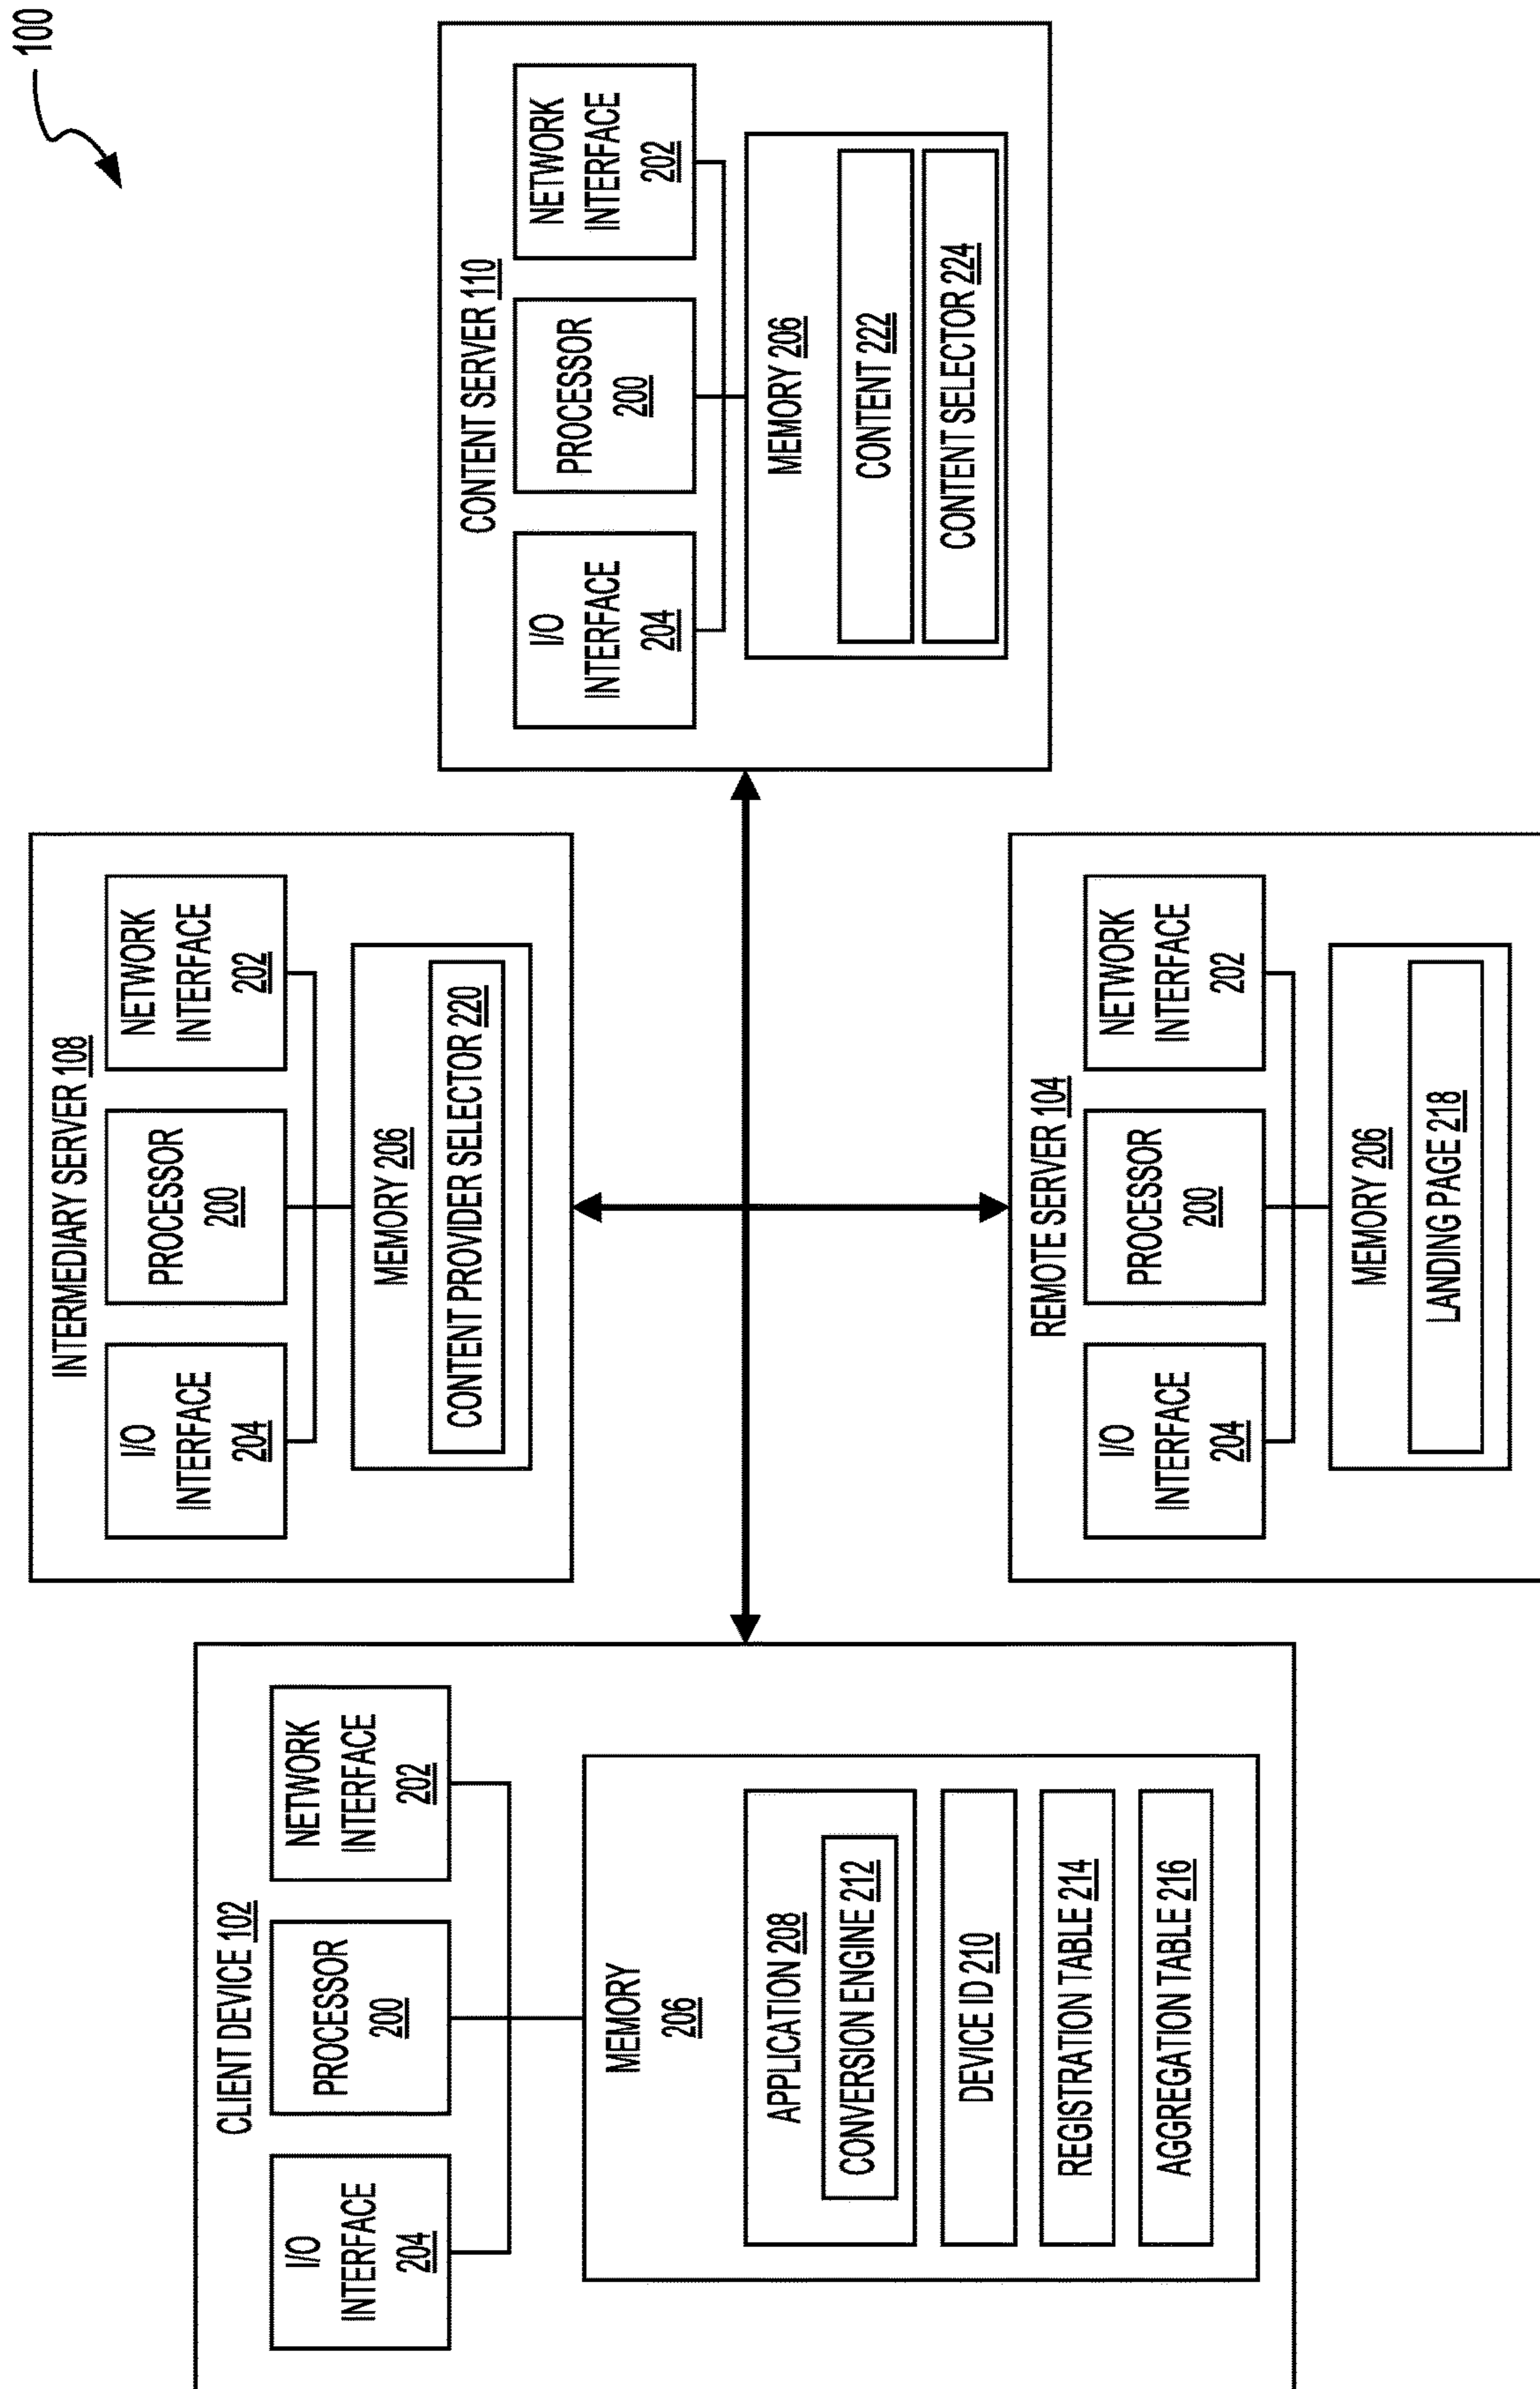 100
CLIENT DEVICE 102
I/O
INTERFACE
204
PROCESSOR
200
NETWORK
INTERFACE
202
MEMORY
206
APPLICATION 208
CONVERSION ENGINE 212
DEVICE ID 210
REGISTRATION TABLE 214
AGGREGATION TABLE 216
INTERMEDIARY SERVER 108
I/O
INTERFACE
204
PROCESSOR
200
NETWORK
INTERFACE
202
MEMORY 206
CONTENT PROVIDER SELECTOR 220
REMOTE SERVER 104
I/O
INTERFACE
204
PROCESSOR
200
NETWORK
INTERFACE
202
MEMORY 206
LANDING PAGE 218
CONTENT SERVER 110
I/O
INTERFACE
204
PROCESSOR
200
NETWORK
INTERFACE
202
MEMORY 206
CONTENT 222
CONTENT SELECTOR 224